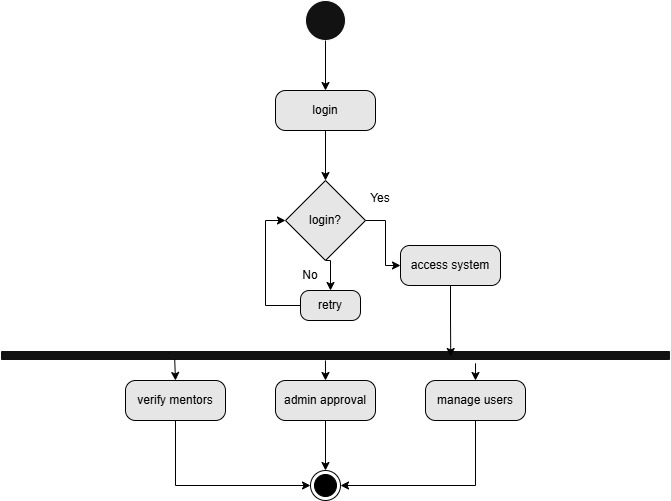 login
Yes
login?
access system
No
retry
verify mentors
admin approval
manage users